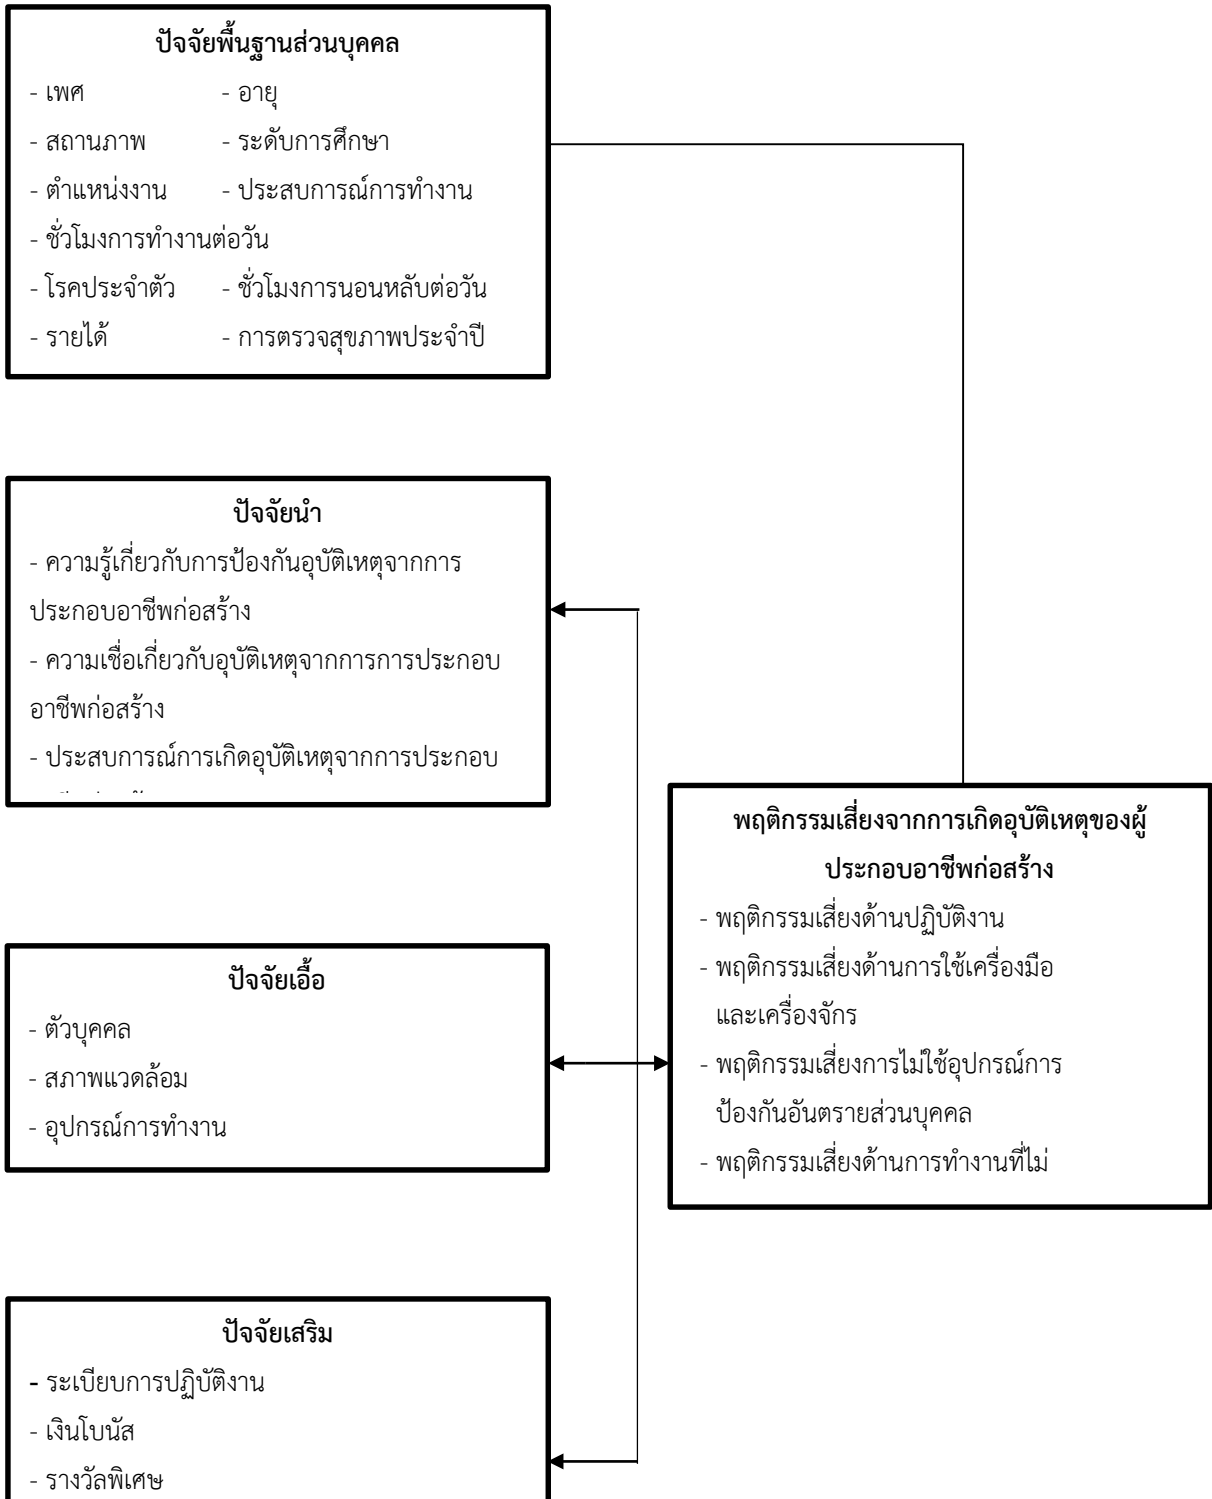 ปัจจัยพื้นฐานส่วนบุคคล
- เพศ - อายุ
- สถานภาพ - ระดับการศึกษา
- ตำแหน่งงาน - ประสบการณ์การทำงาน
- ชั่วโมงการทำงานต่อวัน
- โรคประจำตัว - ชั่วโมงการนอนหลับต่อวัน
- รายได้ - การตรวจสุขภาพประจำปี
ปัจจัยนำ
- ความรู้เกี่ยวกับการป้องกันอุบัติเหตุจากการ
ประกอบอาชีพก่อสร้าง
- ความเชื่อเกี่ยวกับอุบัติเหตุจากการการประกอบ
อาชีพก่อสร้าง
- ประสบการณ์การเกิดอุบัติเหตุจากการประกอบ
พฤติกรรมเสี่ยงจากการเกิดอุบัติเหตุของผู้
ประกอบอาชีพก่อสร้าง
- พฤติกรรมเสี่ยงด้านปฏิบัติงาน
- พฤติกรรมเสี่ยงด้านการใช้เครื่องมือ
และเครื่องจักร
- พฤติกรรมเสี่ยงการไม่ใช้อุปกรณ์การ
ป้องกันอันตรายส่วนบุคคล
- พฤติกรรมเสี่ยงด้านการทำงานที่ไม่
ปัจจัยเอื้อ
- ตัวบุคคล
- สภาพแวดล้อม
- อุปกรณ์การทำงาน
ปัจจัยเสริม
- ระเบียบการปฏิบัติงาน
- เงินโบนัส
- รางวัลพิเศษ